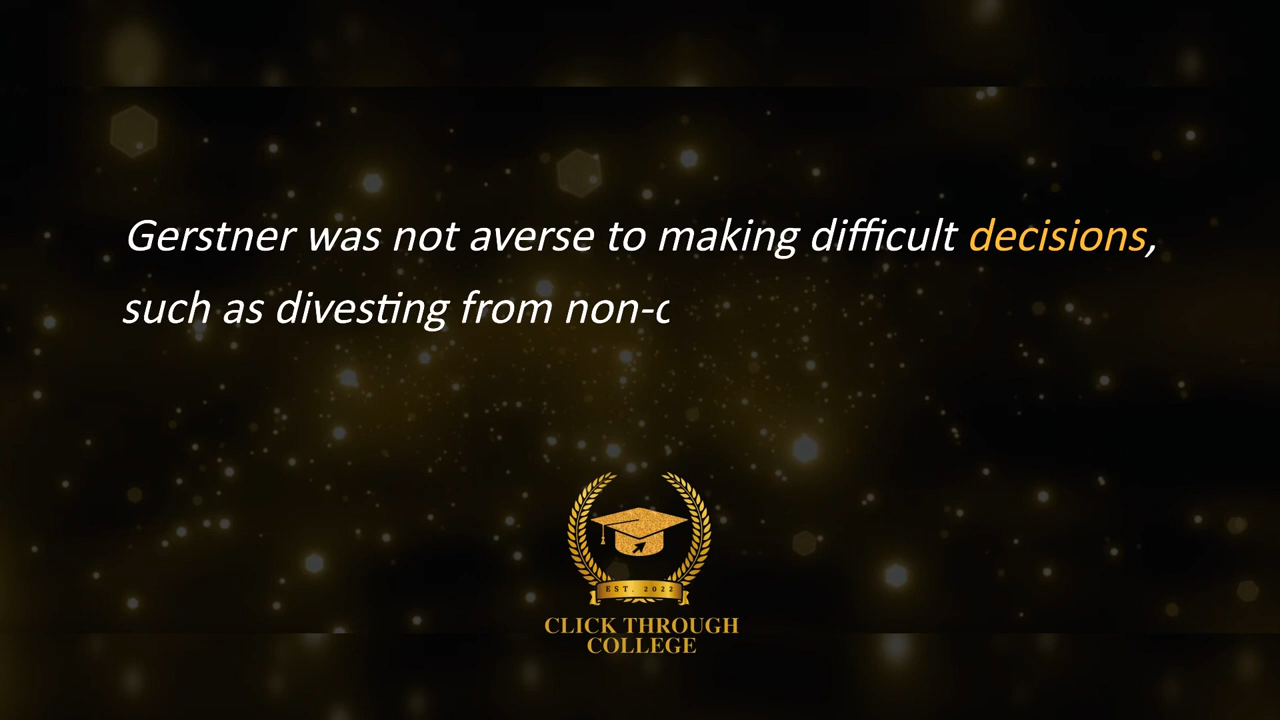 Gerstner was not averse to making difficult decisions,
such as divesting from non-c
EST. 2022
CLICK THROUGH
COLLEGE